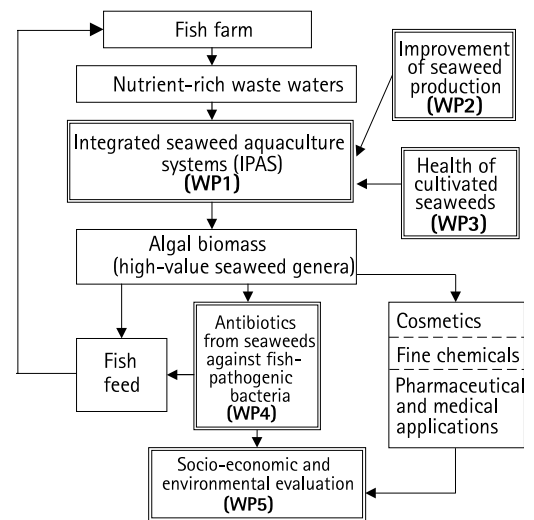 Fish farm
Nutrient-rich waste waters
Improvement
of seaweed
production
(WP2)
Integrated seaweed aquaculture
systems (IPAS)
(WP1)
Health of
cultivated
seaweeds
(WP3)
Algal biomass
(high-value seaweed genera)
Fish
feed
Antibiotics
from seaweeds
against fish-
pathogenic
bacteria
(WP4)
Cosmetics
Fine chemicals
Pharmaceutical
and medical
applications
Socio-economic and
environmental evaluation
(WP5)